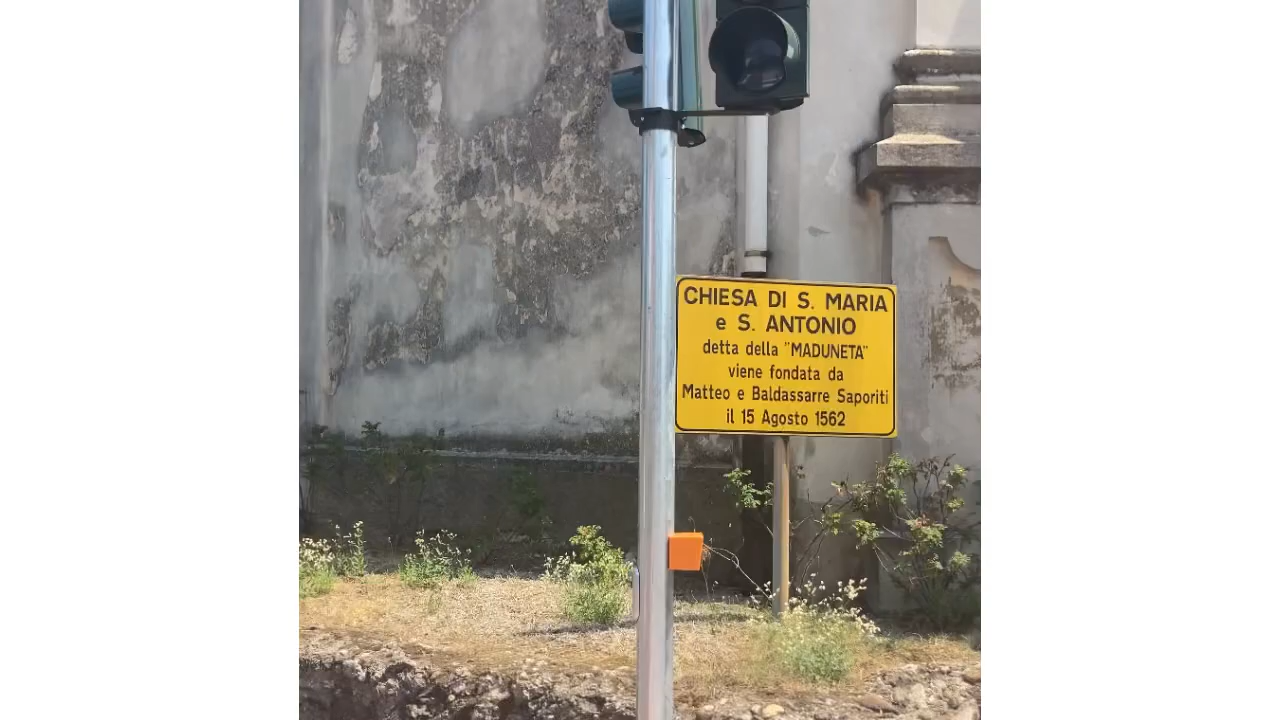 CHIESA DI S. MARIA
e S. ANTONIO
detta della "MADUNETA"
viene fondata da
Matteo e Baldassarre Saporiti
il 15 Agosto 1562